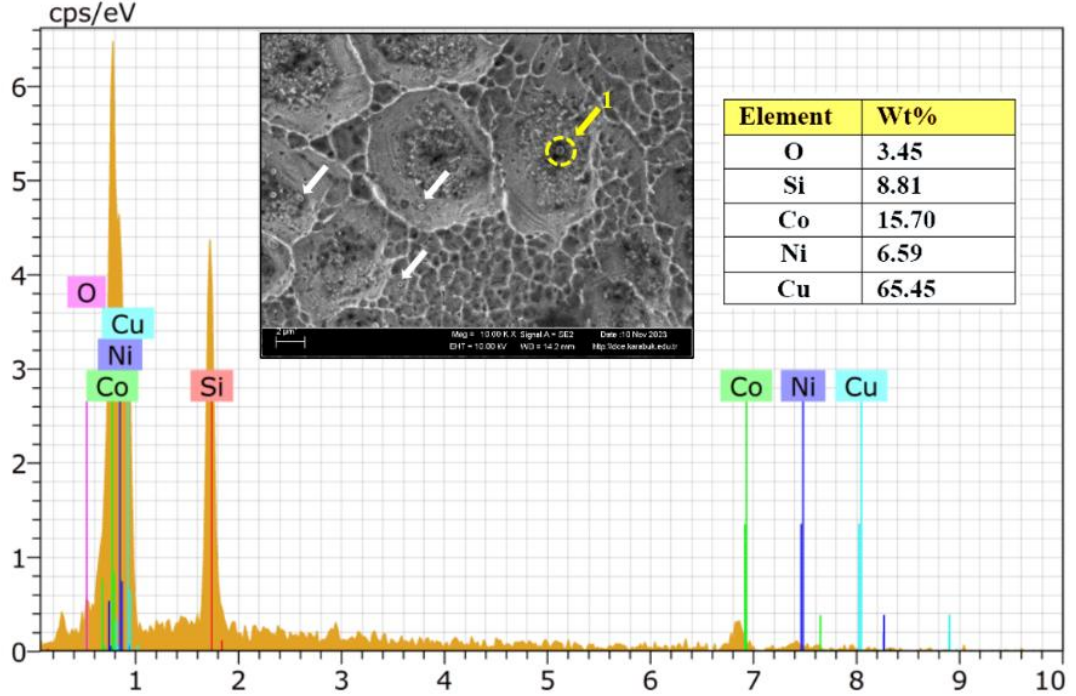 cps/eV
6
5
4
3
2
1
0
O
Cu
Ni
Co
Si
Co
Ni
Cu
1
2
3
4
5
6
7
8
9
10
1
2 µm
Mag = 10.00 K X Signal A = SE2 Date :10 Nov 2023
EHT = 10.00 kV WD = 14.2 mm
Element Wt%
O 3.45
Si 8.81
Co 15.70
Ni 6.59
Cu 65.45